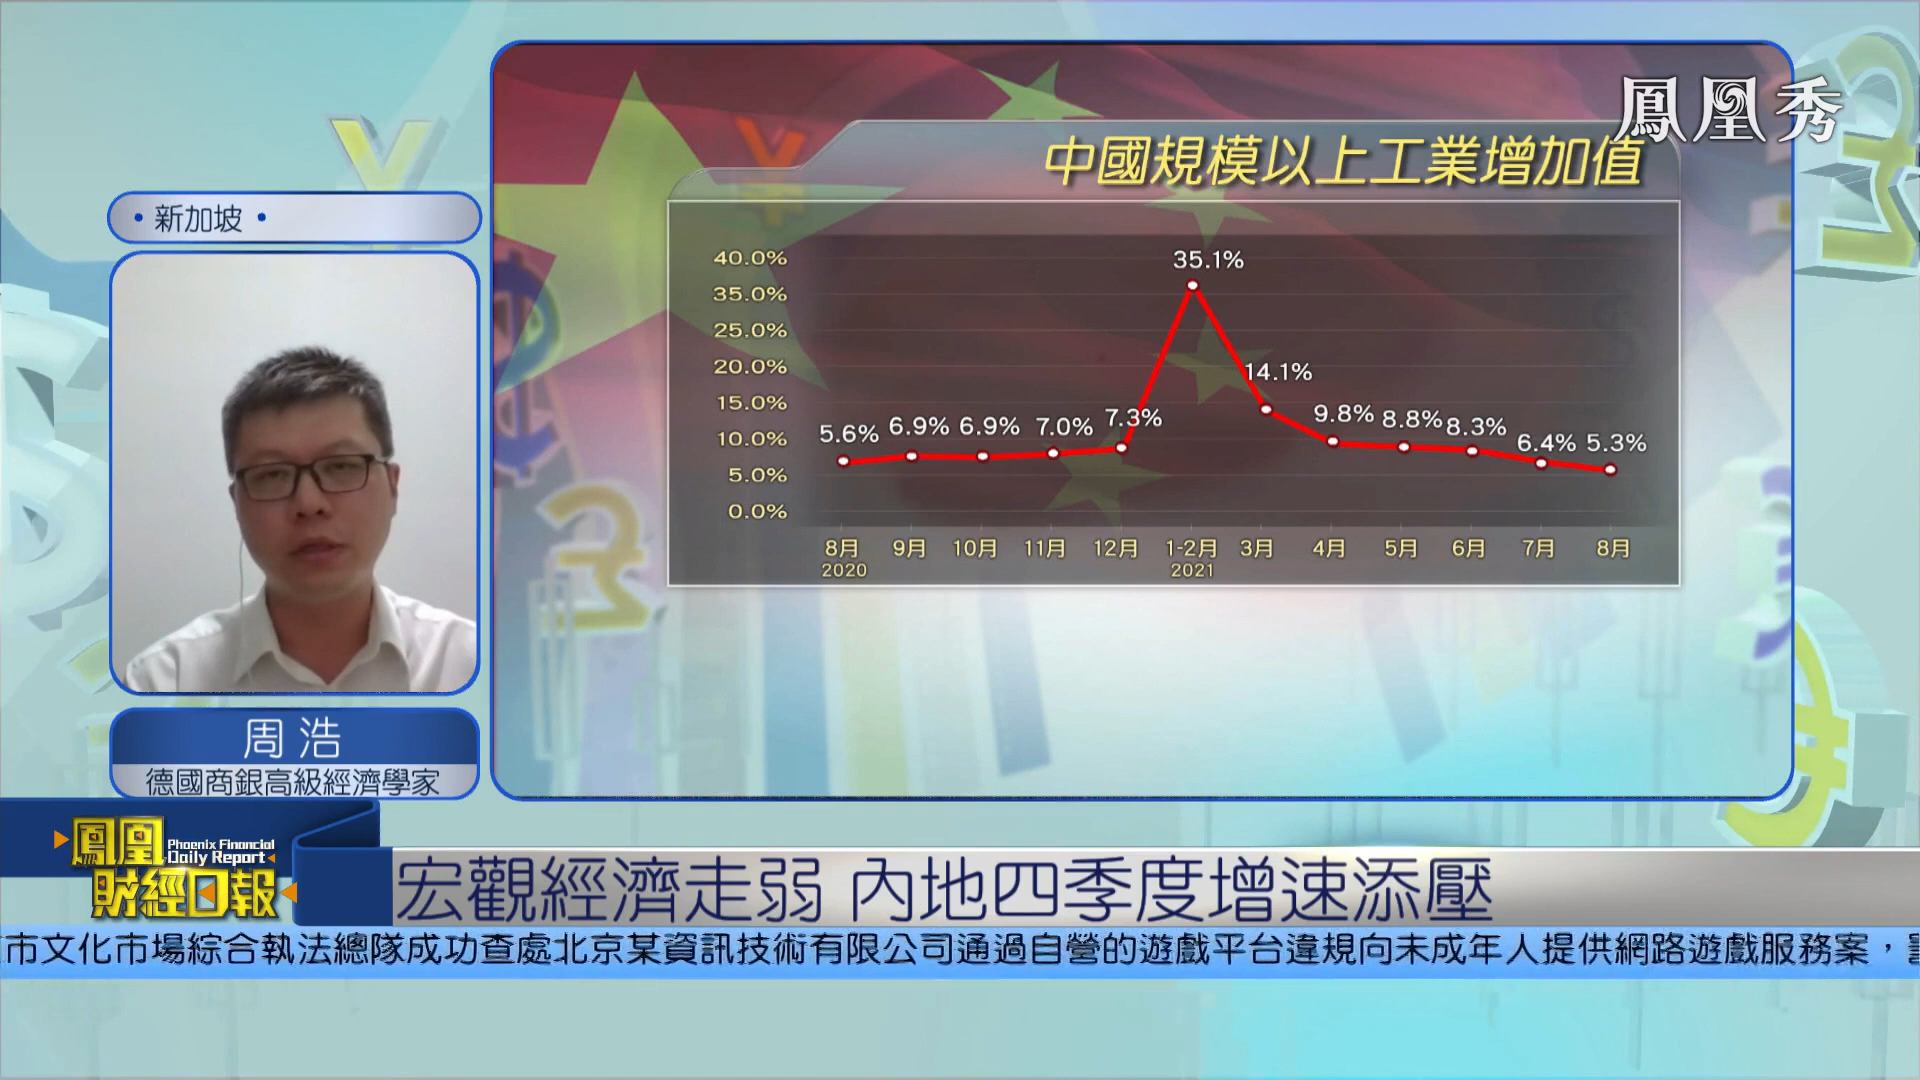 鳳凰秀
中國規模以上工業增加值
• 新加坡 •
40.0%
35.0%
25.0%
20.0%
15.0%
10.0%
5.0%
0.0%
5.6% 6.9% 6.9% 7.0% 7.3% 35.1% 14.1% 9.8% 8.8% 8.3% 6.4% 5.3%
8月 9月 10月 11月 12月 1-2月 3月 4月 5月 6月 7月 8月
2020 2021
周浩
德國商銀高級經濟學家
鳳凰 Phoenix Financial
Daily Report
財經日報
宏觀經濟走弱 內地四季度增速添壓
市文化市場綜合執法總隊成功查處北京某資訊技術有限公司通過自營的遊戲平台違規向未成年人提供網路遊戲服務案，